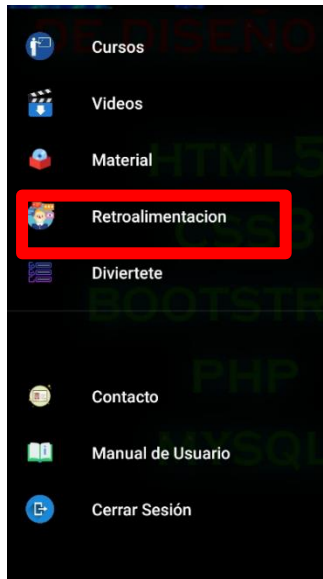 DE DISEÑO
Cursos
Videos
Material
HTML5
Retroalimentacion
CSS3
Diviertete
BOOTSTR
PHP
Contacto
MYSQL
Manual de Usuario
Cerrar Sesión